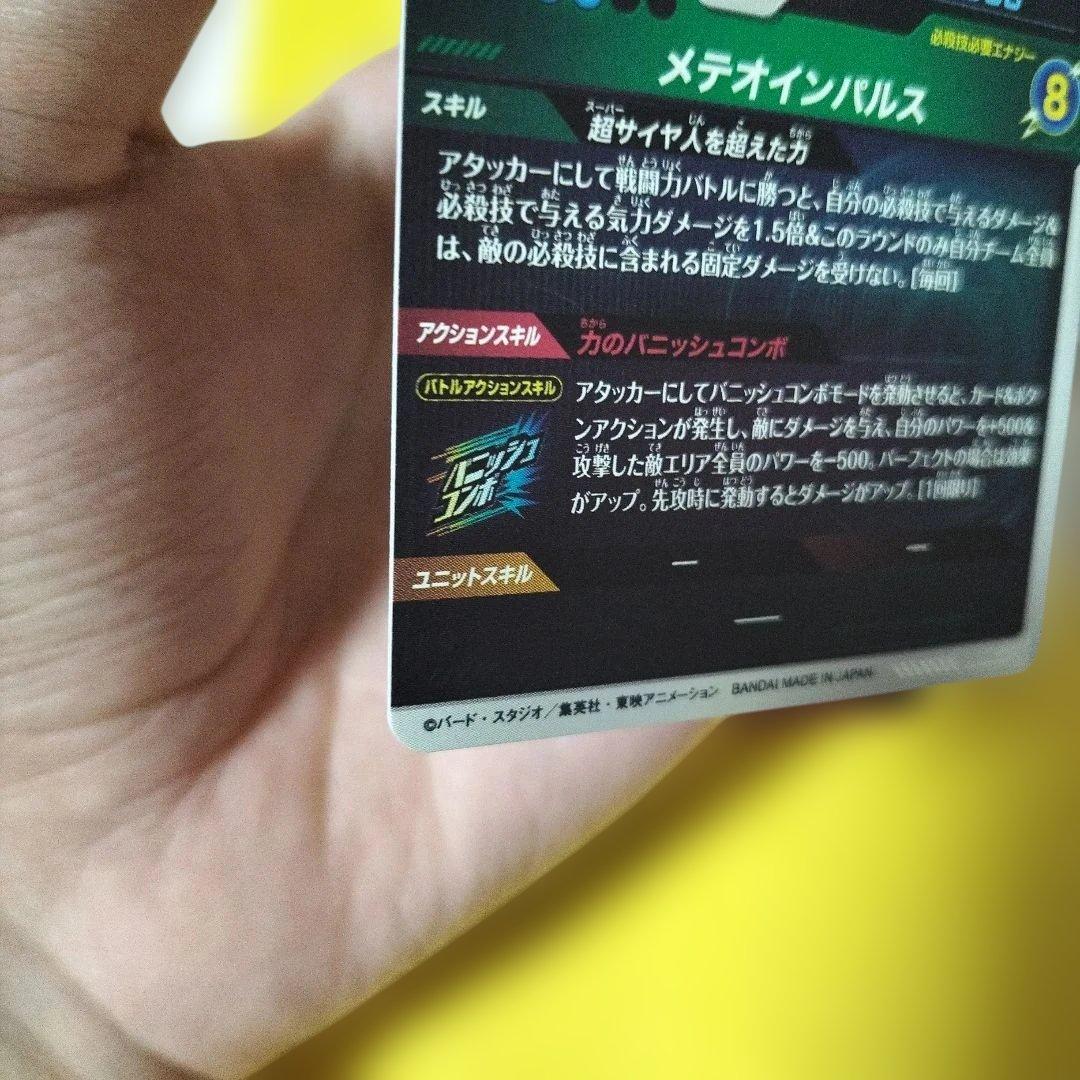 必殺技必要エナジー
メテオインパルス
8
スキル
超サイヤ人を超えた力
アタッカーにして戦闘力バトルに勝つと、自分の必殺技で与えるダメージ&
必殺技で与える気力ダメージを1.5倍&このラウンドのみ自分チーム全員
は、敵の必殺技に含まれる固定ダメージを受けない。[毎回]
アクションスキル
力のバニッシュコンボ
バトルアクションスキル
アタッカーにしてバニッシュコンボモードを発動させると、カード&ボタ
ンアクションが発生し、敵にダメージを与え、自分のパワーを+500&
攻撃した敵エリア全員のパワーを-500。パーフェクトの場合は効果
がアップ。先攻時に発動するとダメージがアップ。[1回限り]
バニッシュ
コンボ
ユニットスキル
©バード・スタジオ/集英社・東映アニメーション BANDAI MADE IN JAPAN